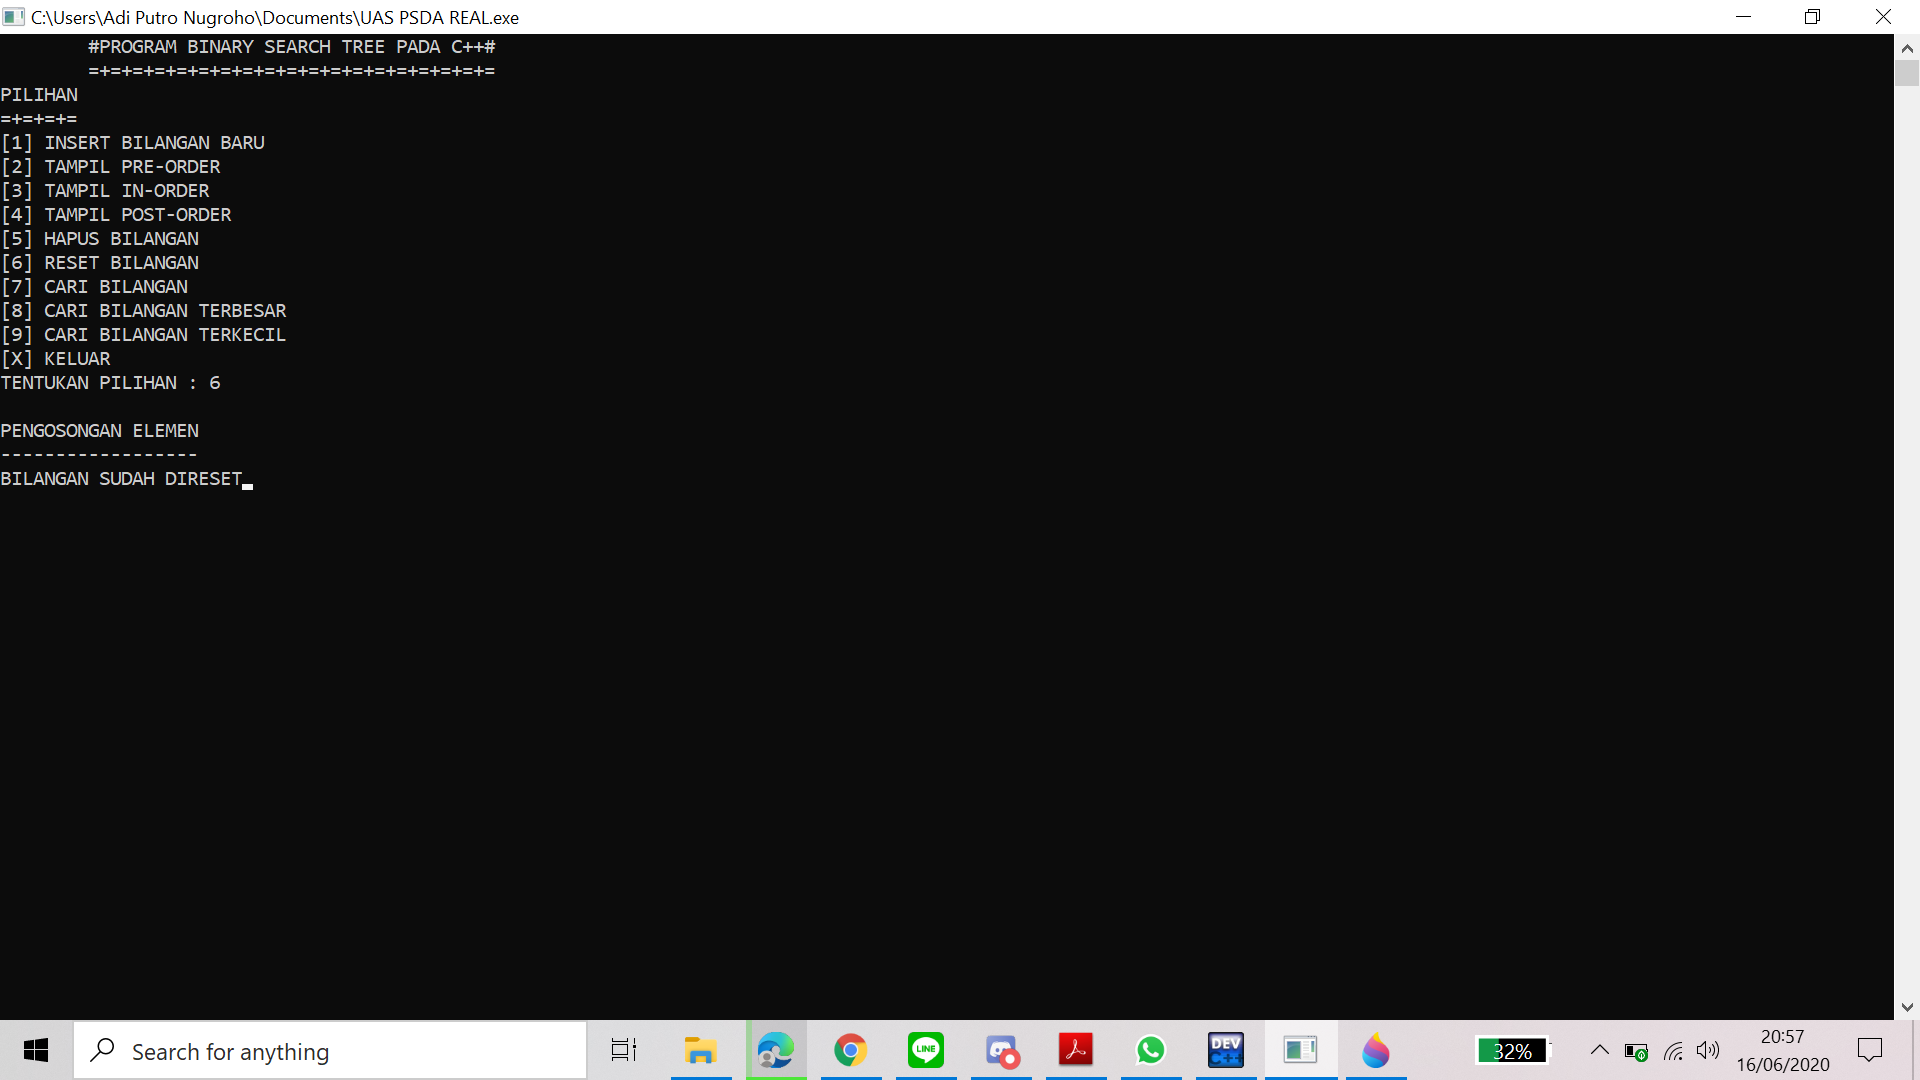 C:\Users\Adi Putro Nugroho\Documents\UAS PSDA REAL.exe
#PROGRAM BINARY SEARCH TREE PADA C++#
=+=+=+=+=+=+=+=+=+=+=+=+=+=+=+=+=+=+=
PILIHAN
=+=+=+=
[1] INSERT BILANGAN BARU
[2] TAMPIL PRE-ORDER
[3] TAMPIL IN-ORDER
[4] TAMPIL POST-ORDER
[5] HAPUS BILANGAN
[6] RESET BILANGAN
[7] CARI BILANGAN
[8] CARI BILANGAN TERBESAR
[9] CARI BILANGAN TERKECIL
[X] KELUAR
TENTUKAN PILIHAN : 6
PENGOSONGAN ELEMEN
------------------
BILANGAN SUDAH DIRESET
Search for anything
LINE
DEV C++
32%
20:57
16/06/2020